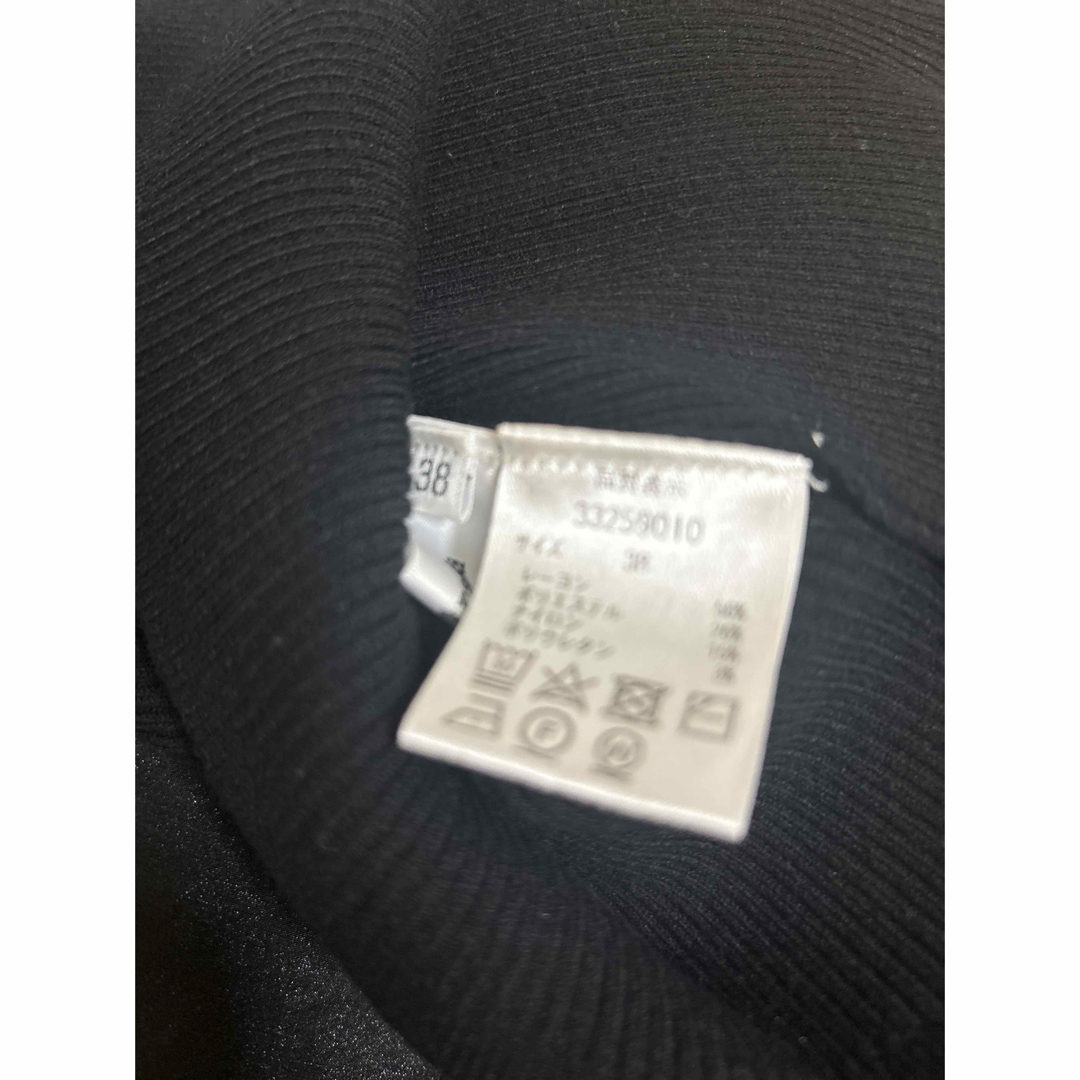 38
品質表示
33259010
サイズ 38
レーヨン
ポリエステル
ナイロン
ポリウレタン
F
W